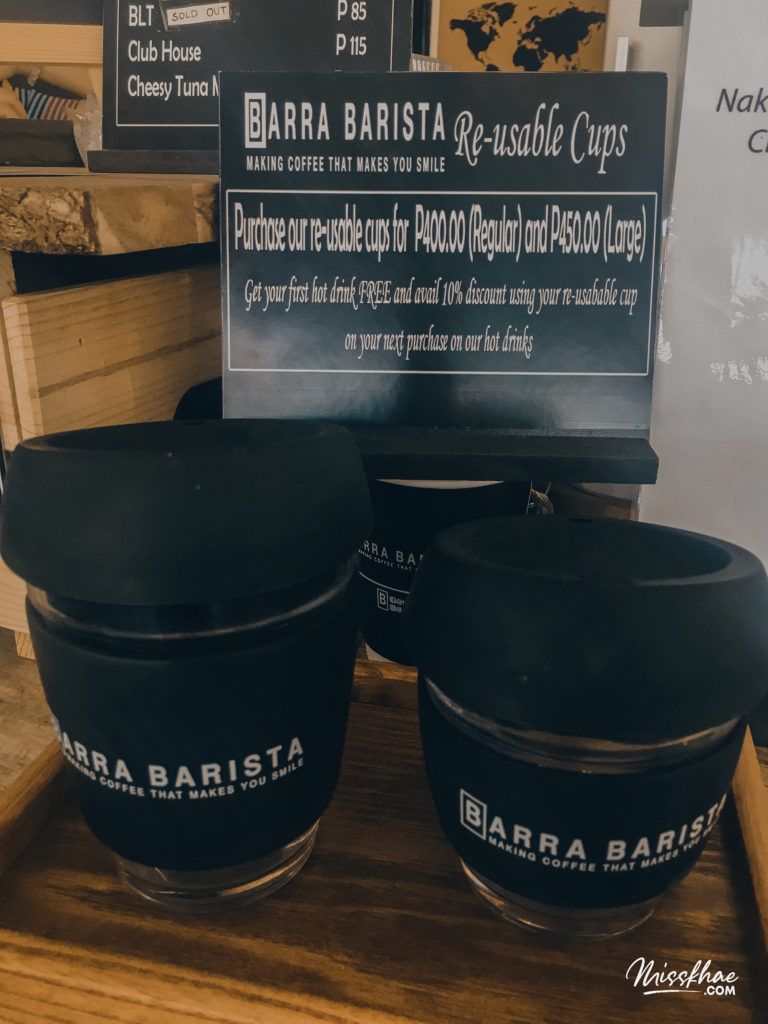 BLT P 85
SOLD OUT
Club House P 115
Cheesy Tuna
BARRA BARISTA Re-usable Cups
MAKING COFFEE THAT MAKES YOU SMILE
Purchase our re-usable cups for P400.00 (Regular) and P450.00 (Large)
Get your first hot drink FREE and avail 10% discount using your re-usabable cup
on your next purchase on our hot drinks
BARRA BARISTA
MAKING COFFEE THAT MAKES YOU SMILE
BARRA BARISTA
MAKING COFFEE THAT MAKES YOU
Misskhae
.COM